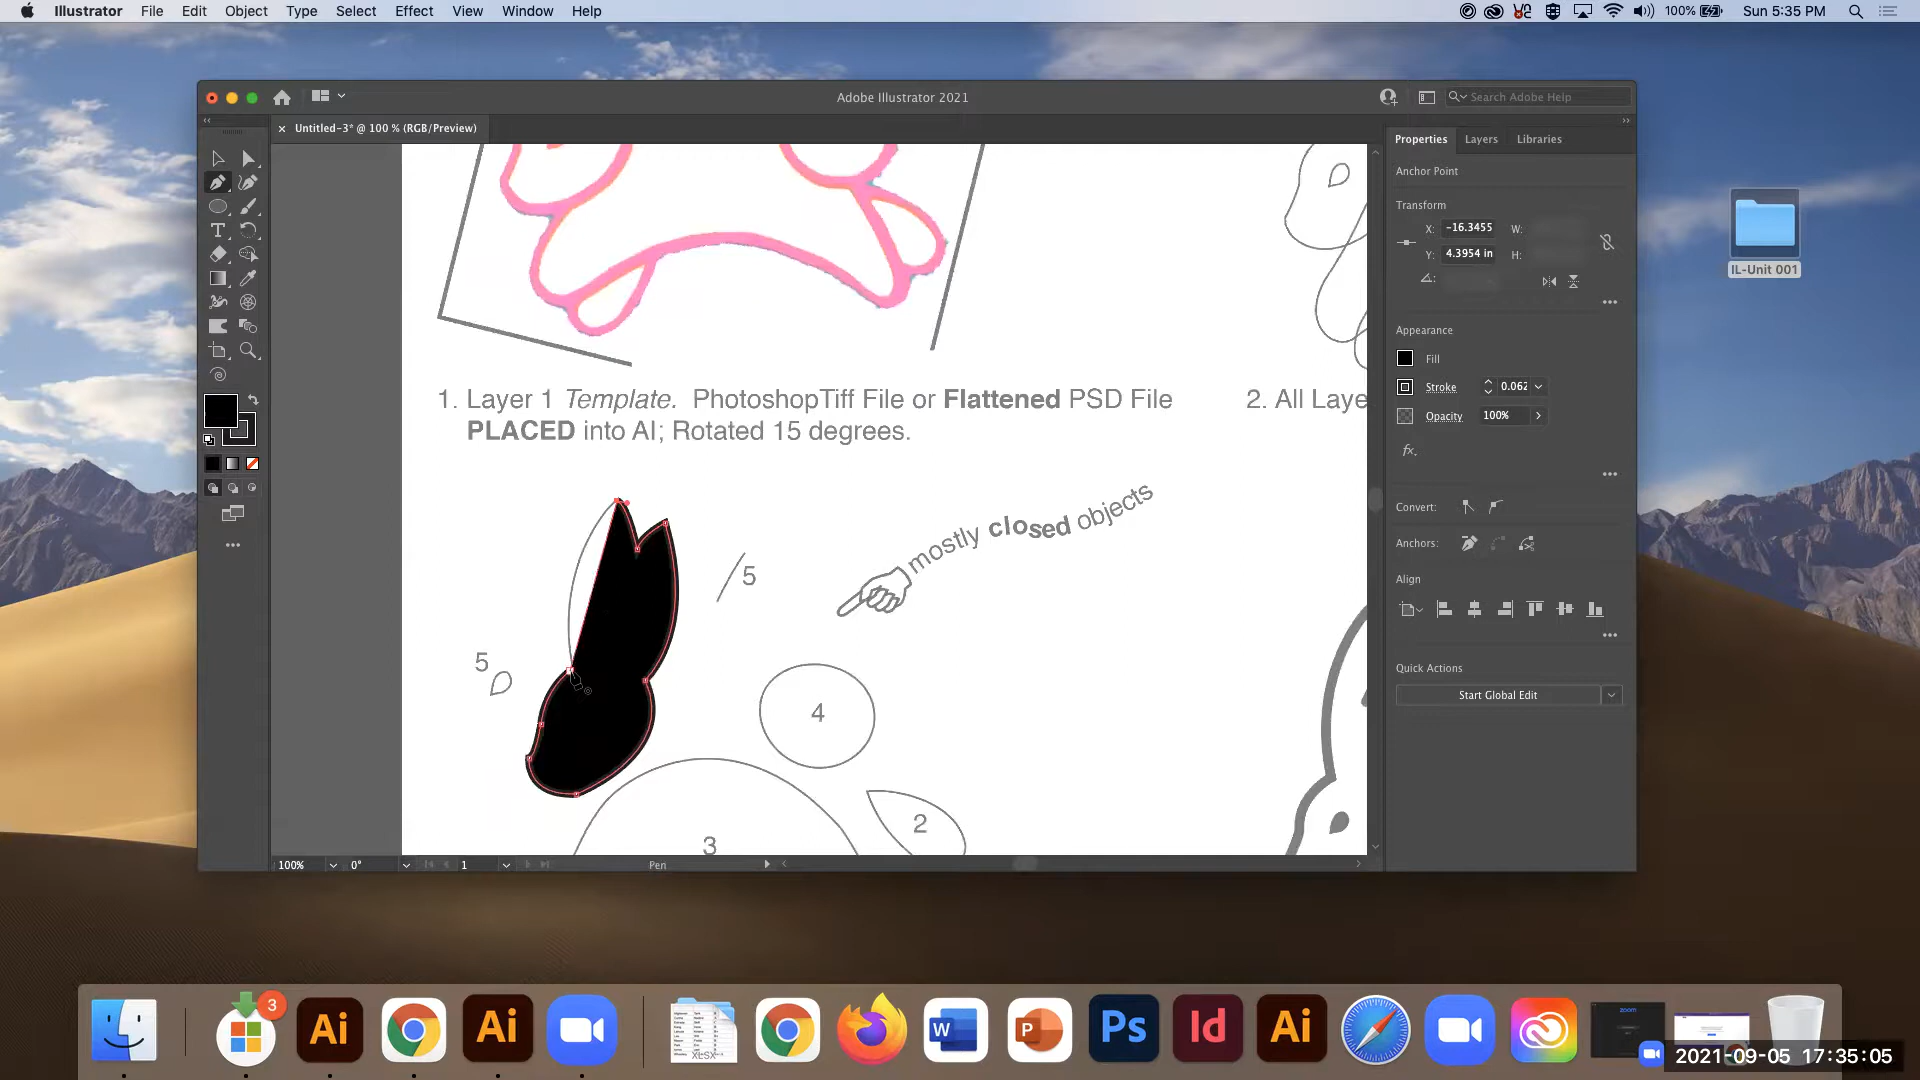 Illustrator File Edit Object Type Select Effect View Window Help
100% Sun 5:35 PM
Adobe Illustrator 2021
Search Adobe Help
× Untitled-3* @ 100 % (RGB/Preview)
Properties Layers Libraries
Anchor Point
Transform
X: -16.3455 W:
Y: 4.3954 in H:
Appearance
Fill
Stroke 0.062
Opacity 100%
fx.
Convert:
Anchors:
Align
Quick Actions
Start Global Edit
IL-Unit 001
1. Layer 1 Template. PhotoshopTiff File or Flattened PSD File
PLACED into AI; Rotated 15 degrees.
2. All Laye
mostly closed objects
5
5
4
2
3
100% 0° 1 Pen
3
Ai
Ai
XLSX
W
P
Ps
Id
Ai
zoom
2021-09-05 17:35:05